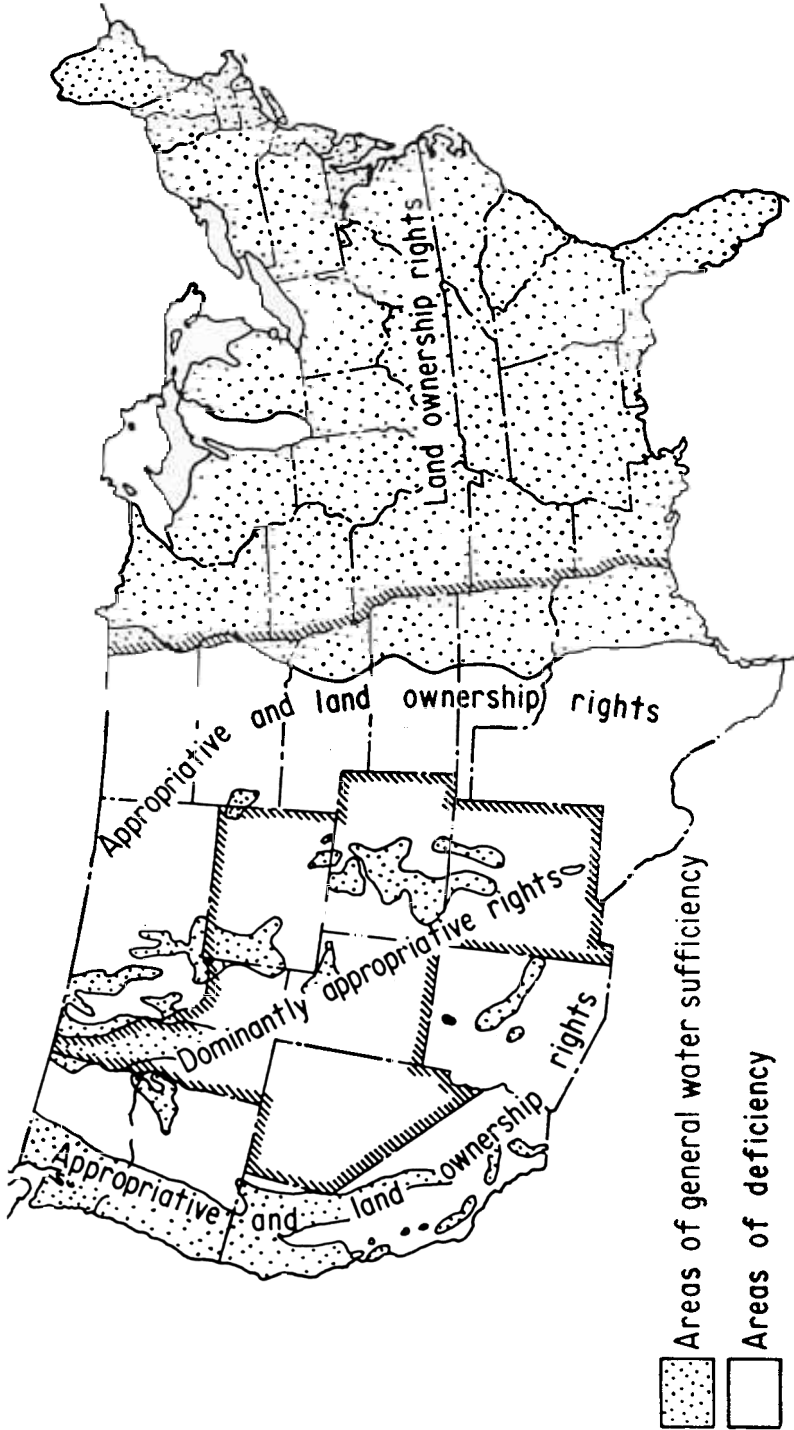 Land ownership rights
Appropriative and land ownership rights
Dominantly appropriative rights
Appropriative and land ownership rights
Areas of general water sufficiency
Areas of deficiency